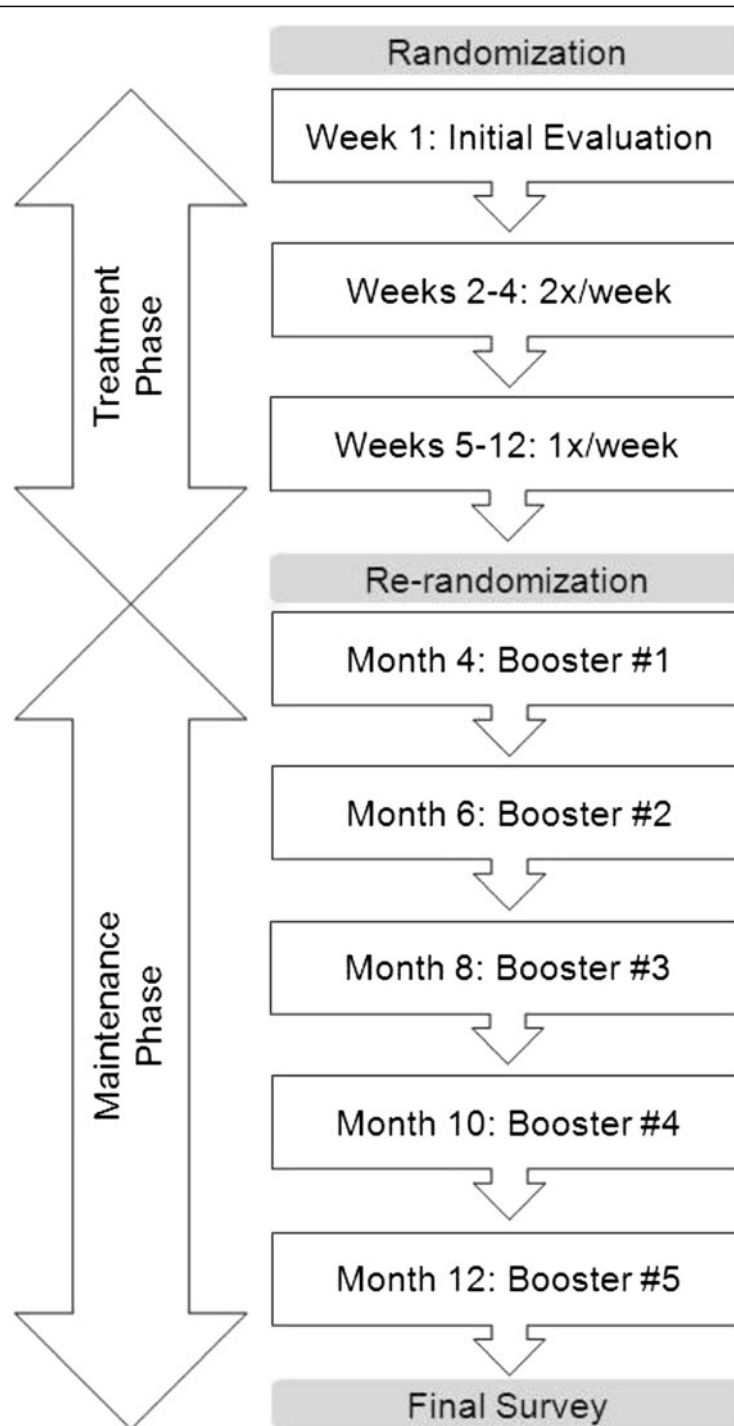 Randomization
Week 1: Initial Evaluation
Weeks 2-4: 2x/week
Weeks 5-12: 1x/week
Treatment
Phase
Re-randomization
Month 4: Booster #1
Month 6: Booster #2
Month 8: Booster #3
Month 10: Booster #4
Month 12: Booster #5
Maintenance
Phase
Final Survey